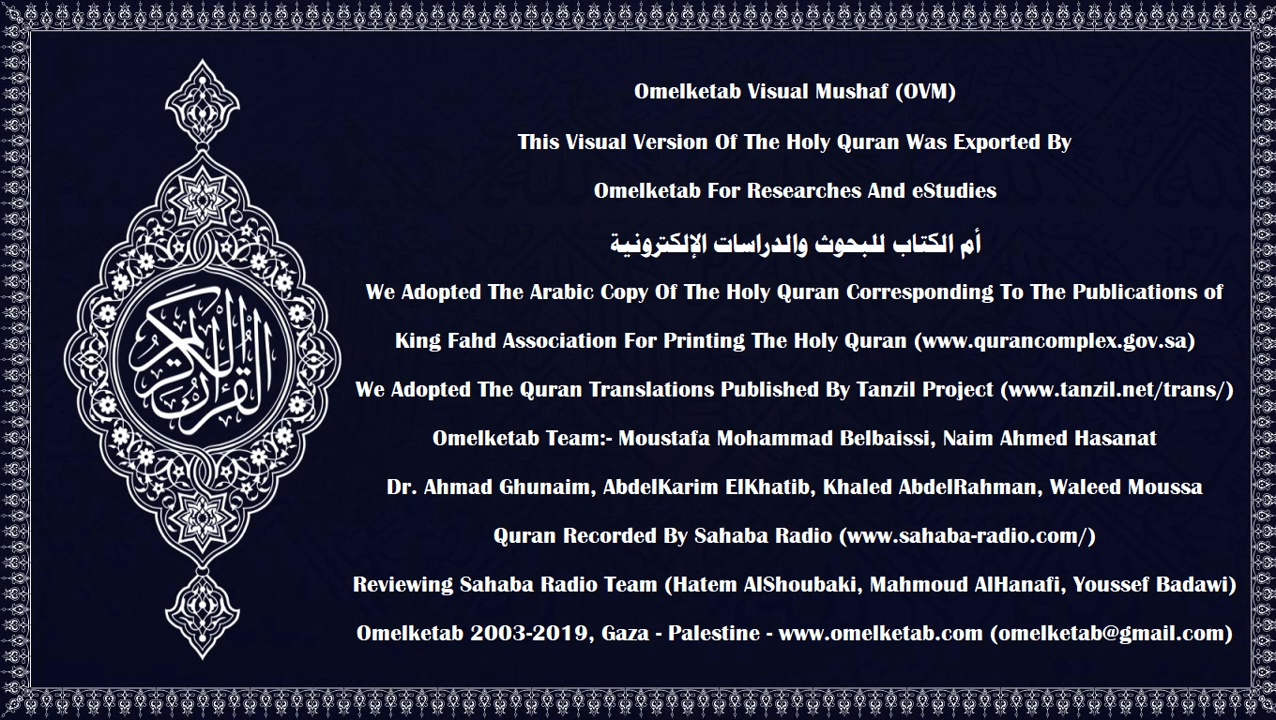 القرآن الكريم
Omelketab Visual Mushaf (OVM)
This Visual Version Of The Holy Quran Was Exported By
Omelketab For Researches And eStudies
أم الكتاب للبحوث والدراسات الإلكترونية
We Adopted The Arabic Copy Of The Holy Quran Corresponding To The Publications of
King Fahd Association For Printing The Holy Quran (www.qurancomplex.gov.sa)
We Adopted The Quran Translations Published By Tanzil Project (www.tanzil.net/trans/)
Omelketab Team:- Moustafa Mohammad Belbaissi, Naim Ahmed Hasanat
Dr. Ahmad Ghunaim, AbdelKarim ElKhatib, Khaled AbdelRahman, Waleed Moussa
Quran Recorded By Sahaba Radio (www.sahaba-radio.com/)
Reviewing Sahaba Radio Team (Hatem AlShoubaki, Mahmoud AlHanafi, Youssef Badawi)
Omelketab 2003-2019, Gaza - Palestine - www.omelketab.com (omelketab@gmail.com)